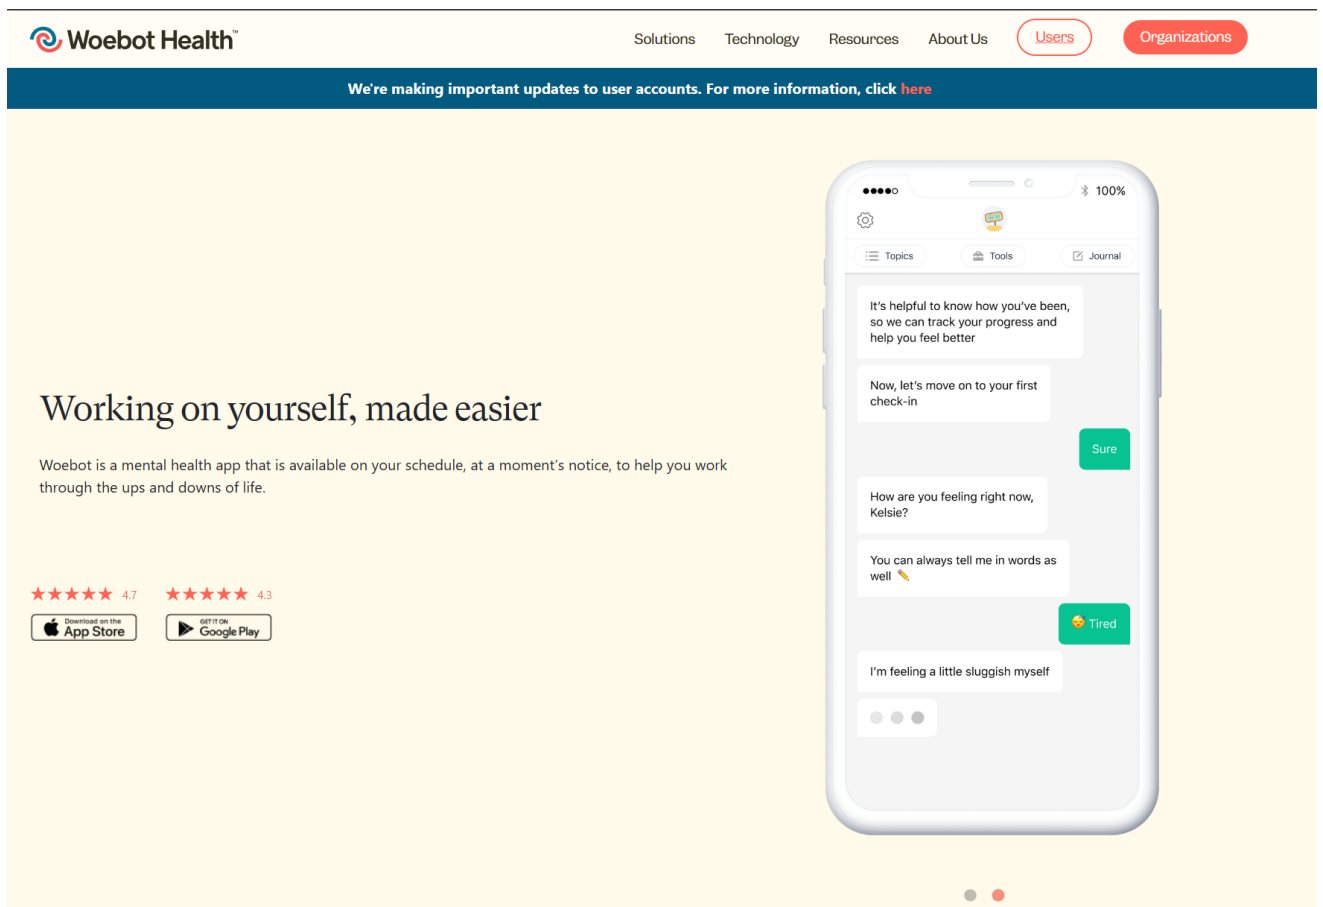 Woebot Health™
Solutions Technology Resources About Us Users Organizations
We're making important updates to user accounts. For more information, click here
Working on yourself, made easier
Woebot is a mental health app that is available on your schedule, at a moment's notice, to help you work
through the ups and downs of life.
4.7 4.3
Download on the
App Store
GET IT ON
Google Play
100%
Topics Tools Journal
It's helpful to know how you've been,
so we can track your progress and
help you feel better
Now, let's move on to your first
check-in
Sure
How are you feeling right now,
Kelsie?
You can always tell me in words as
well ✏️
😴 Tired
I'm feeling a little sluggish myself